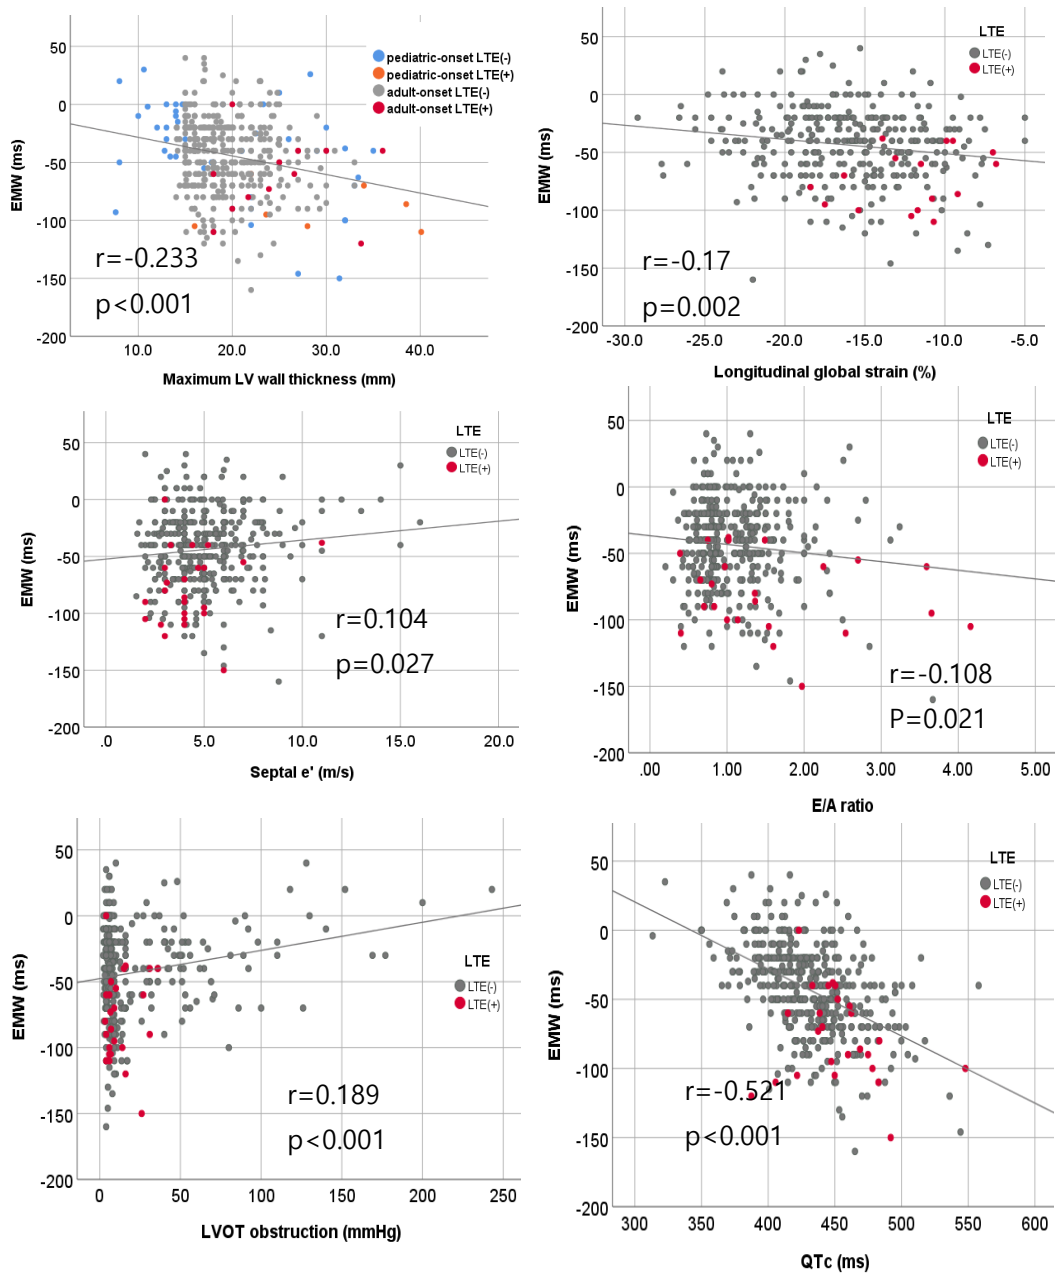 50
0
-50
-100
-150
-200
EMW (ms)
pediatric-onset LTE(-)
pediatric-onset LTE(+)
adult-onset LTE(-)
adult-onset LTE(+)
r=-0.233
p<0.001
10.0 20.0 30.0 40.0
Maximum LV wall thickness (mm)
50
0
-50
-100
-150
-200
EMW (ms)
LTE
LTE(-)
LTE(+)
r=-0.17
p=0.002
-30.0 -25.0 -20.0 -15.0 -10.0 -5.0
Longitudinal global strain (%)
50
0
-50
-100
-150
-200
EMW (ms)
LTE
LTE(-)
LTE(+)
r=0.104
p=0.027
.0 5.0 10.0 15.0 20.0
Septal e' (m/s)
50
0
-50
-100
-150
-200
EMW (ms)
LTE
LTE(-)
LTE(+)
r=-0.108
P=0.021
.00 1.00 2.00 3.00 4.00 5.00
E/A ratio
50
0
-50
-100
-150
-200
EMW (ms)
LTE
LTE(-)
LTE(+)
r=0.189
p<0.001
0 50 100 150 200 250
LVOT obstruction (mmHg)
50
0
-50
-100
-150
-200
EMW (ms)
LTE
LTE(-)
LTE(+)
r=-0.521
p<0.001
300 350 400 450 500 550 600
QTc (ms)